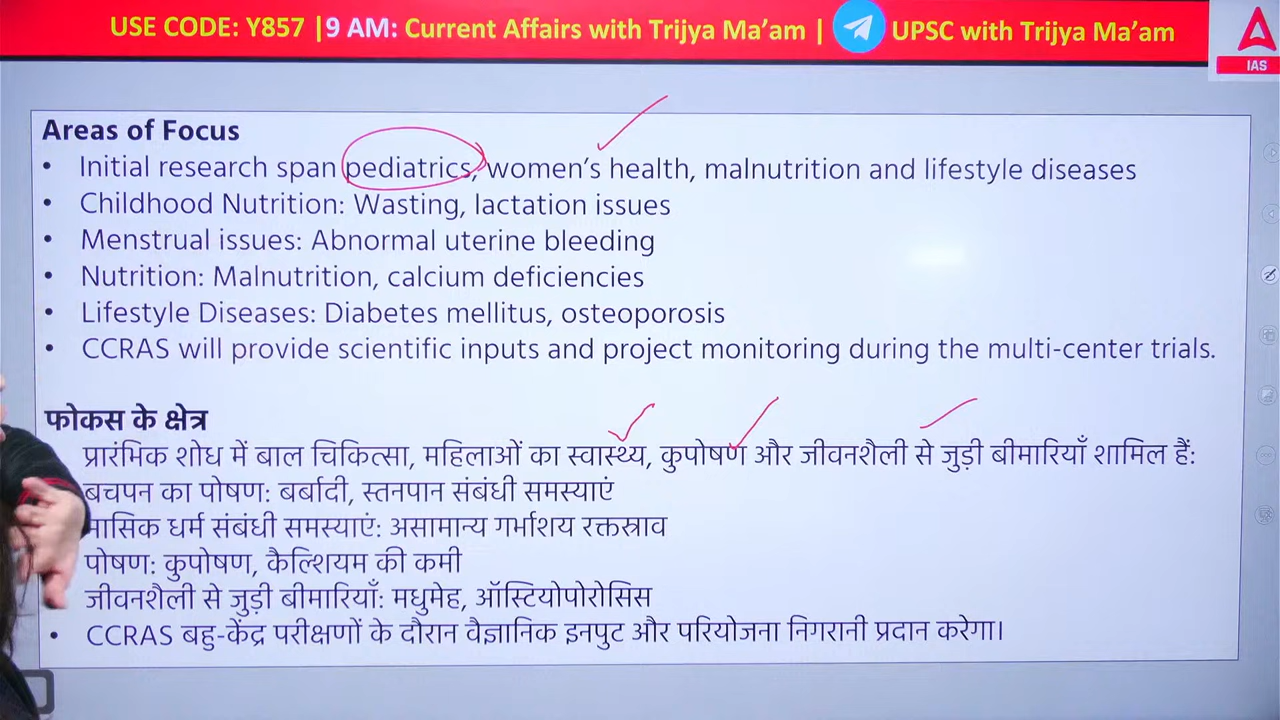 USE CODE: Y857 |9 AM: Current Affairs with Trijya Ma’am | UPSC with Trijya Ma’am
IAS
Areas of Focus
• Initial research span pediatrics, women’s health, malnutrition and lifestyle diseases
• Childhood Nutrition: Wasting, lactation issues
• Menstrual issues: Abnormal uterine bleeding
• Nutrition: Malnutrition, calcium deficiencies
• Lifestyle Diseases: Diabetes mellitus, osteoporosis
• CCRAS will provide scientific inputs and project monitoring during the multi-center trials.
फोकस के क्षेत्र
प्रारंभिक शोध में बाल चिकित्सा, महिलाओं का स्वास्थ्य, कुपोषण और जीवनशैली से जुड़ी बीमारियाँ शामिल हैं:
बचपन का पोषण: बर्बादी, स्तनपान संबंधी समस्याएं
मासिक धर्म संबंधी समस्याएं: असामान्य गर्भाशय रक्तस्राव
पोषण: कुपोषण, कैल्शियम की कमी
जीवनशैली से जुड़ी बीमारियाँ: मधुमेह, ऑस्टियोपोरोसिस
• CCRAS बहु-केंद्र परीक्षणों के दौरान वैज्ञानिक इनपुट और परियोजना निगरानी प्रदान करेगा।